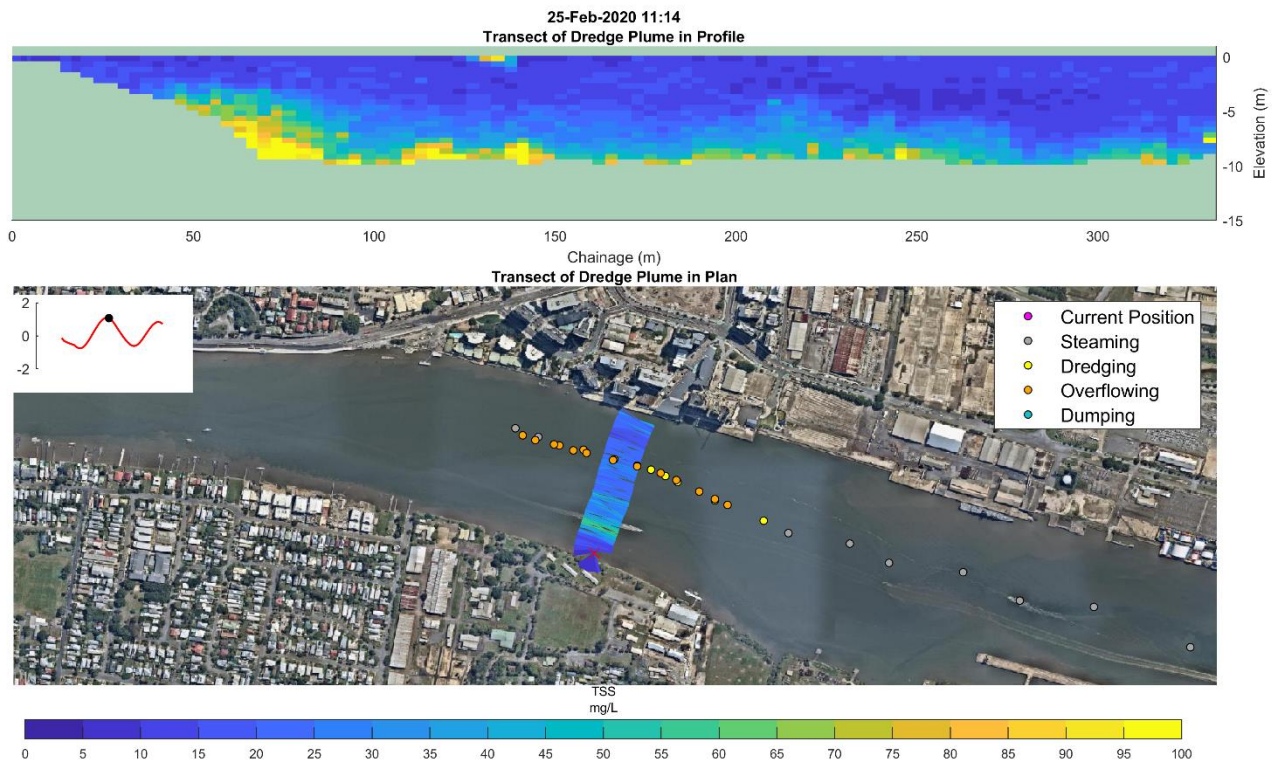 25-Feb-2020 11:14
Transect of Dredge Plume in Profile
0
-5
-10
-15
Elevation (m)
0 50 100 150 200 250 300
Chainage (m)
Transect of Dredge Plume in Plan
2
0
-2
Current Position
Steaming
Dredging
Overflowing
Dumping
TSS
mg/L
0 5 10 15 20 25 30 35 40 45 50 55 60 65 70 75 80 85 90 95 100